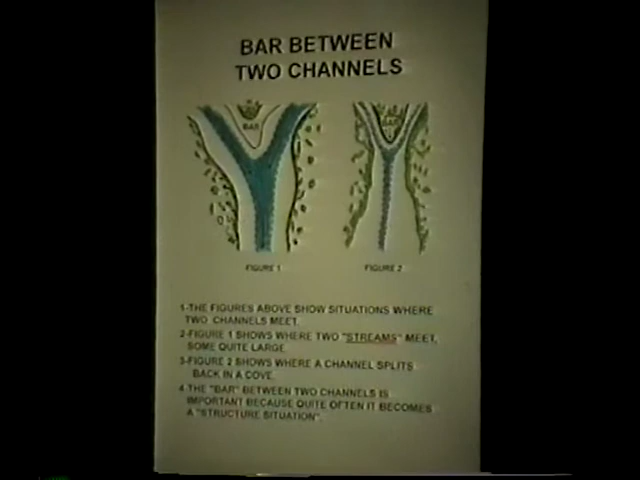 BAR BETWEEN
TWO CHANNELS
BAR
BAR
FIGURE 1
FIGURE 2
1-THE FIGURES ABOVE SHOW SITUATIONS WHERE
TWO CHANNELS MEET.
2-FIGURE 1 SHOWS WHERE TWO "STREAMS" MEET,
SOME QUITE LARGE.
3-FIGURE 2 SHOWS WHERE A CHANNEL SPLITS
BACK IN A COVE.
4-THE "BAR" BETWEEN TWO CHANNELS IS
IMPORTANT BECAUSE QUITE OFTEN IT BECOMES
A "STRUCTURE SITUATION".